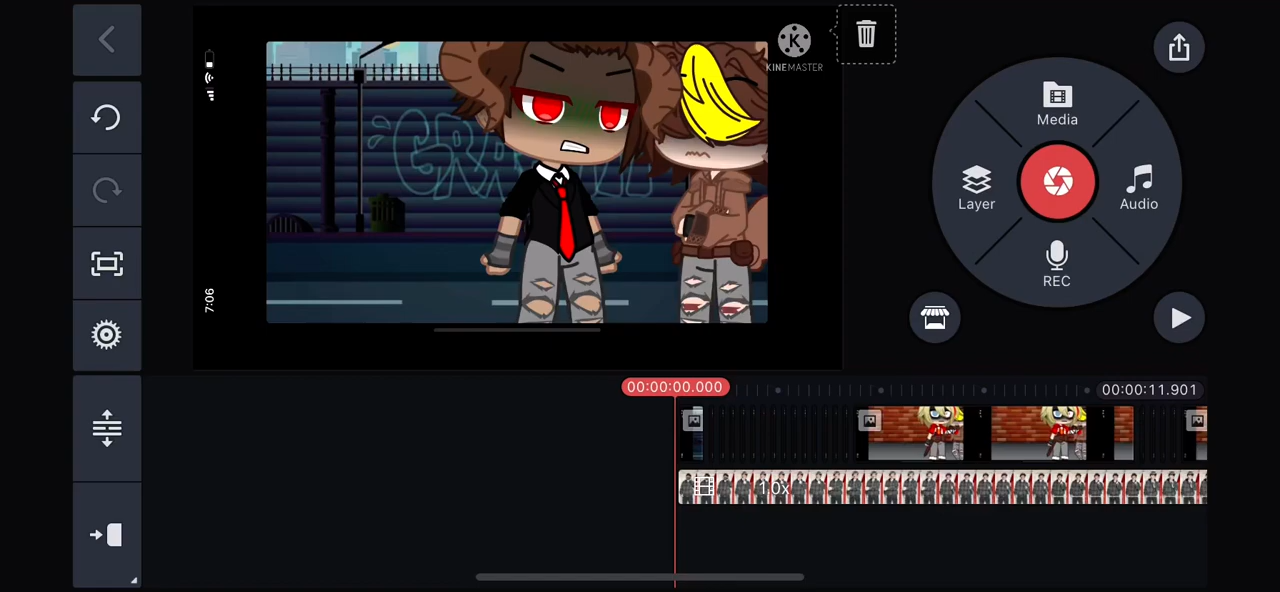 KINEMASTER
7:06
Media
Layer
Audio
REC
00:00:00.000
00:00:11.901
1.0x